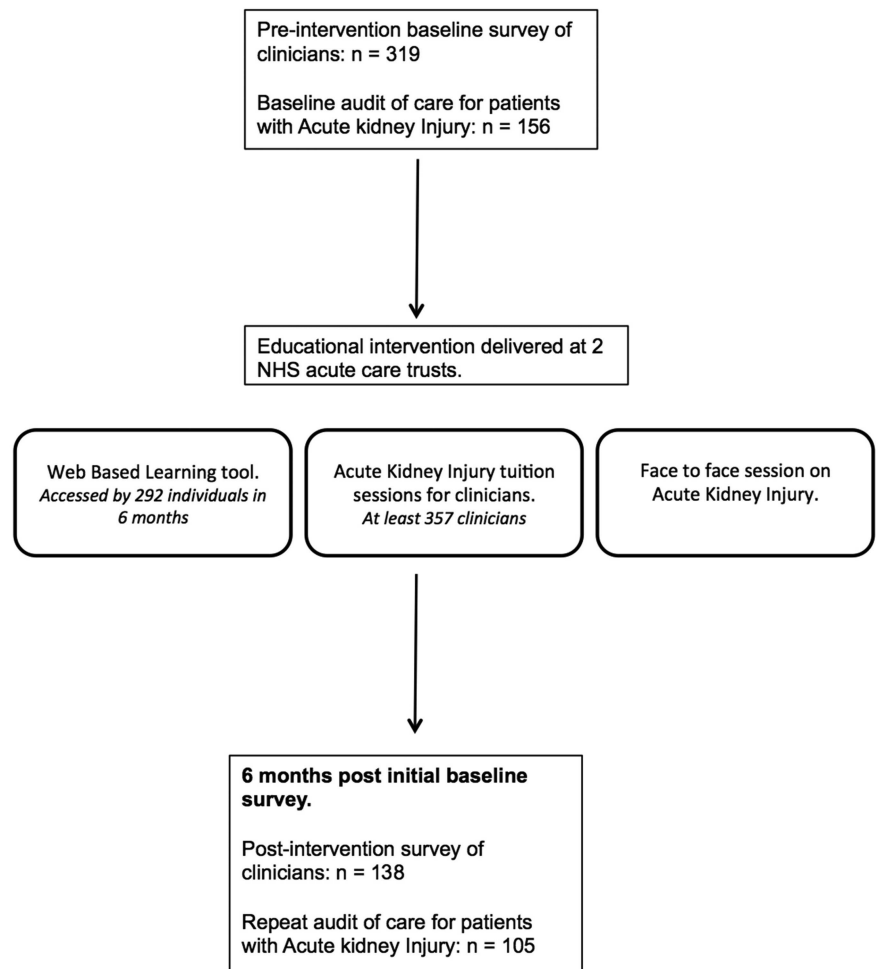 Pre-intervention baseline survey of
clinicians: n = 319
Baseline audit of care for patients
with Acute kidney Injury: n = 156
Educational intervention delivered at 2
NHS acute care trusts.
Web Based Learning tool.
Accessed by 292 individuals in
6 months
Acute Kidney Injury tuition
sessions for clinicians.
At least 357 clinicians
Face to face session on
Acute Kidney Injury.
6 months post initial baseline
survey.
Post-intervention survey of
clinicians: n = 138
Repeat audit of care for patients
with Acute kidney Injury: n = 105